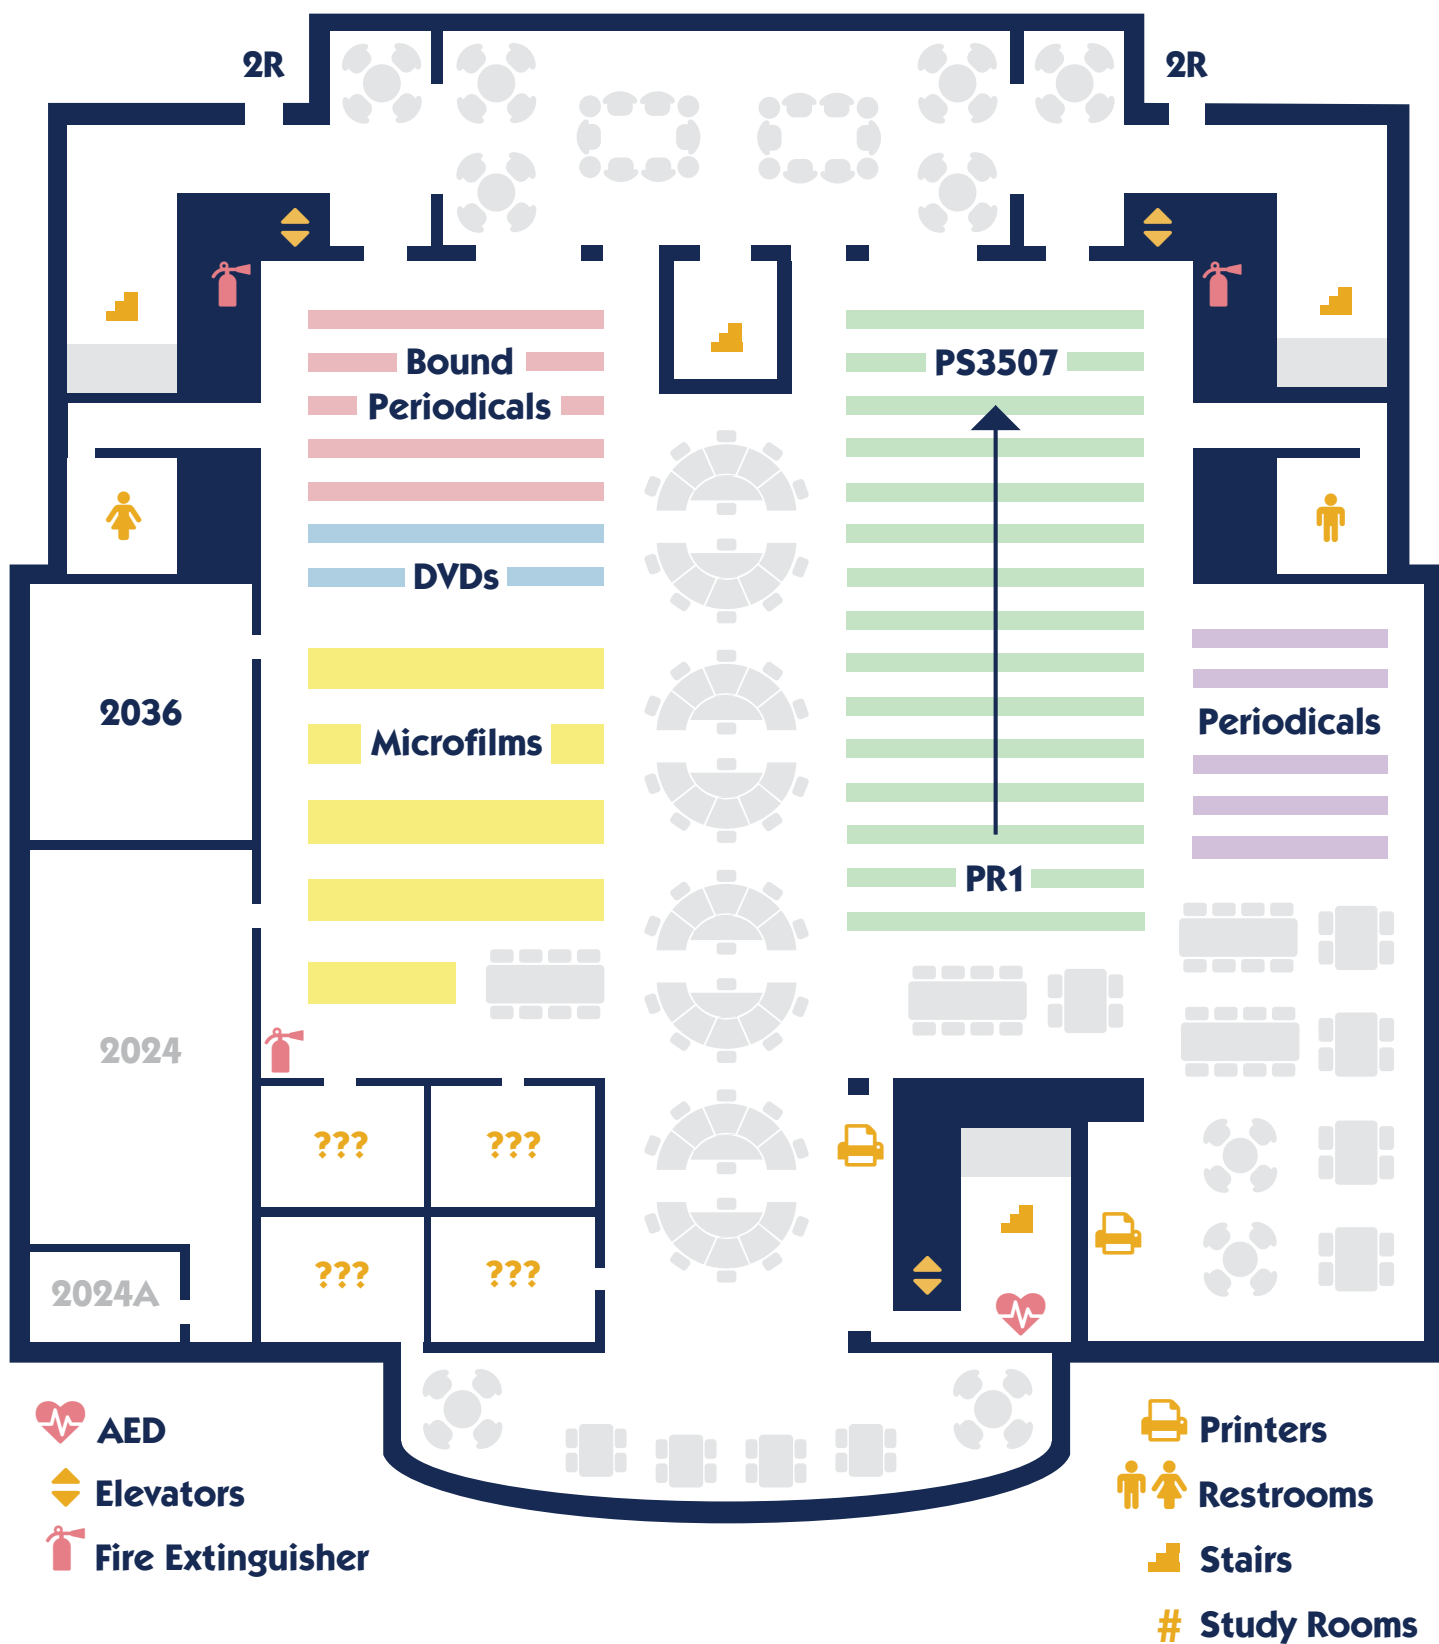 2R
2R
Bound
Periodicals
PS3507
DVDs
2036
Periodicals
Microfilms
PR1
2024
???
???
???
???
2024A
AED
Elevators
Fire Extinguisher
Printers
Restrooms
Stairs
# Study Rooms